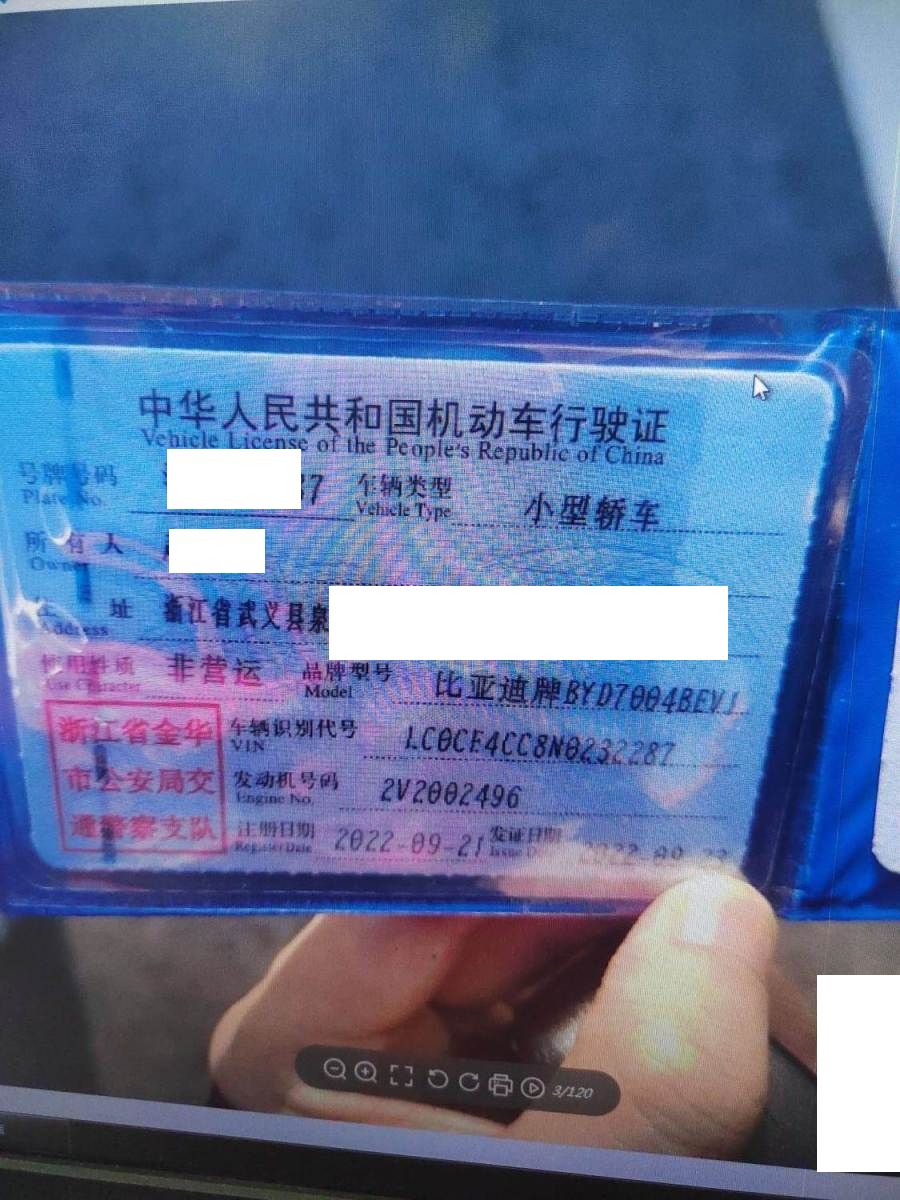 中华人民共和国机动车行驶证
Vehicle License of the People's Republic of China
号牌号码 37 车辆类型 小型轿车
Plate No. Vehicle Type
所有人
Owner
住址 浙江省武义县泉
Address
使用性质 非营运 品牌型号 比亚迪牌BYD7004BEV1
Use Character Model
浙江省金华
市公安局交
通警察支队
车辆识别代号 LC0CE4CC8N0232287
VIN
发动机号码 2V2002496
Engine No.
注册日期 2022-09-21 发证日期 2022-09-
Register Date Issue
3/120